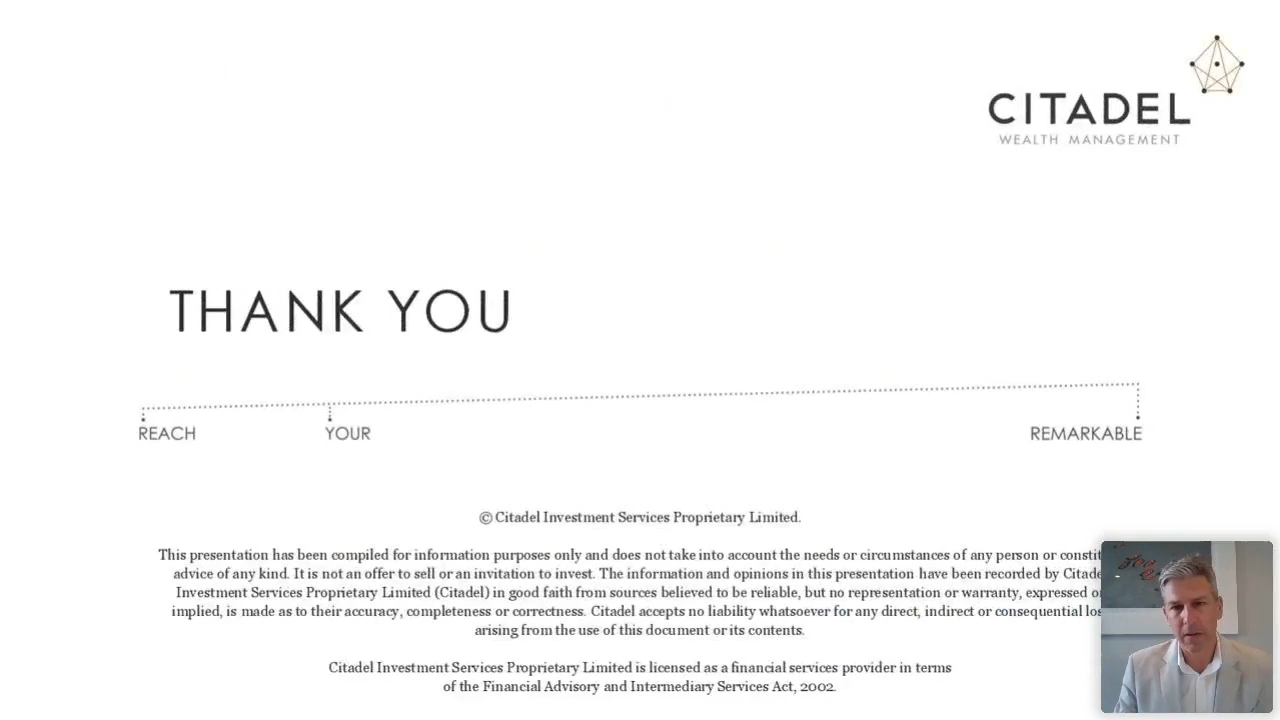 CITADEL
WEALTH MANAGEMENT
THANK YOU
REACH YOUR REMARKABLE
© Citadel Investment Services Proprietary Limited.
This presentation has been compiled for information purposes only and does not take into account the needs or circumstances of any person or
advice of any kind. It is not an offer to sell or an invitation to invest. The information and opinions in this presentation have been recorded by
Investment Services Proprietary Limited (Citadel) in good faith from sources believed to be reliable, but no representation or warranty, expressed or
implied, is made as to their accuracy, completeness or correctness. Citadel accepts no liability whatsoever for any direct, indirect or consequential
arising from the use of this document or its contents.
Citadel Investment Services Proprietary Limited is licensed as a financial services provider in terms
of the Financial Advisory and Intermediary Services Act, 2002.